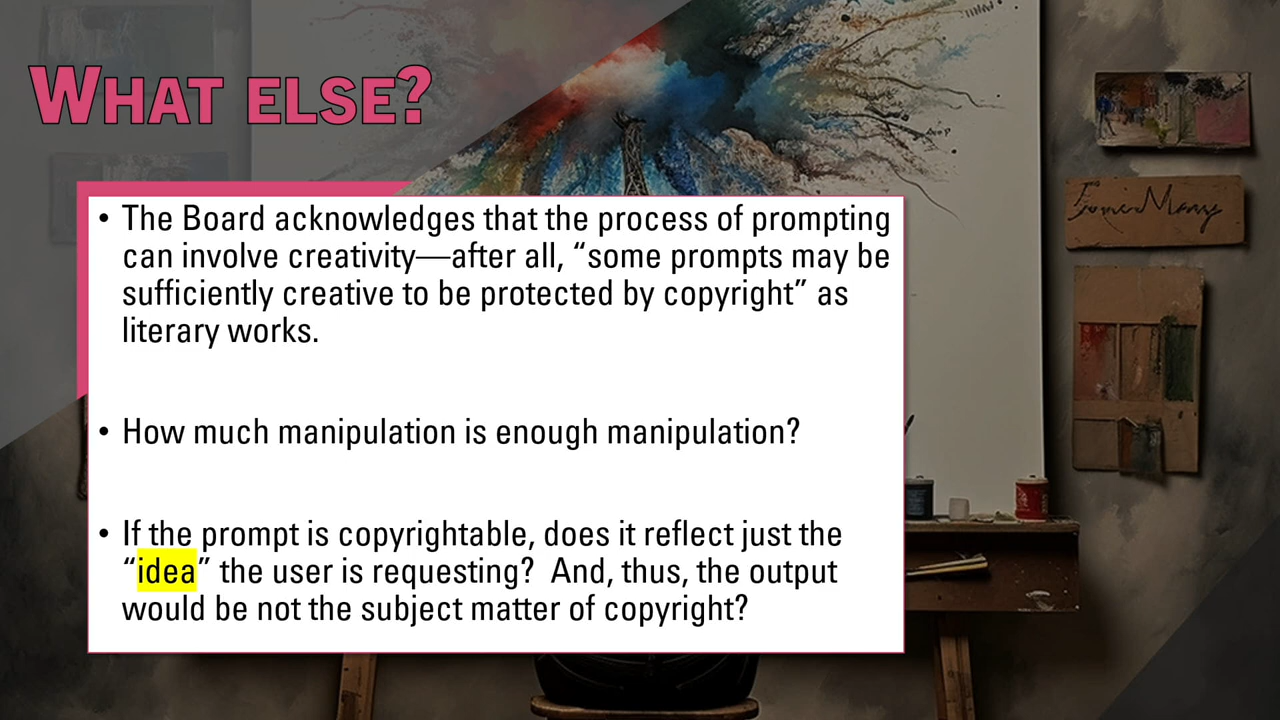 WHAT ELSE?
• The Board acknowledges that the process of prompting
can involve creativity—after all, “some prompts may be
sufficiently creative to be protected by copyright” as
literary works.
• How much manipulation is enough manipulation?
• If the prompt is copyrightable, does it reflect just the
“idea” the user is requesting?  And, thus, the output
would be not the subject matter of copyright?